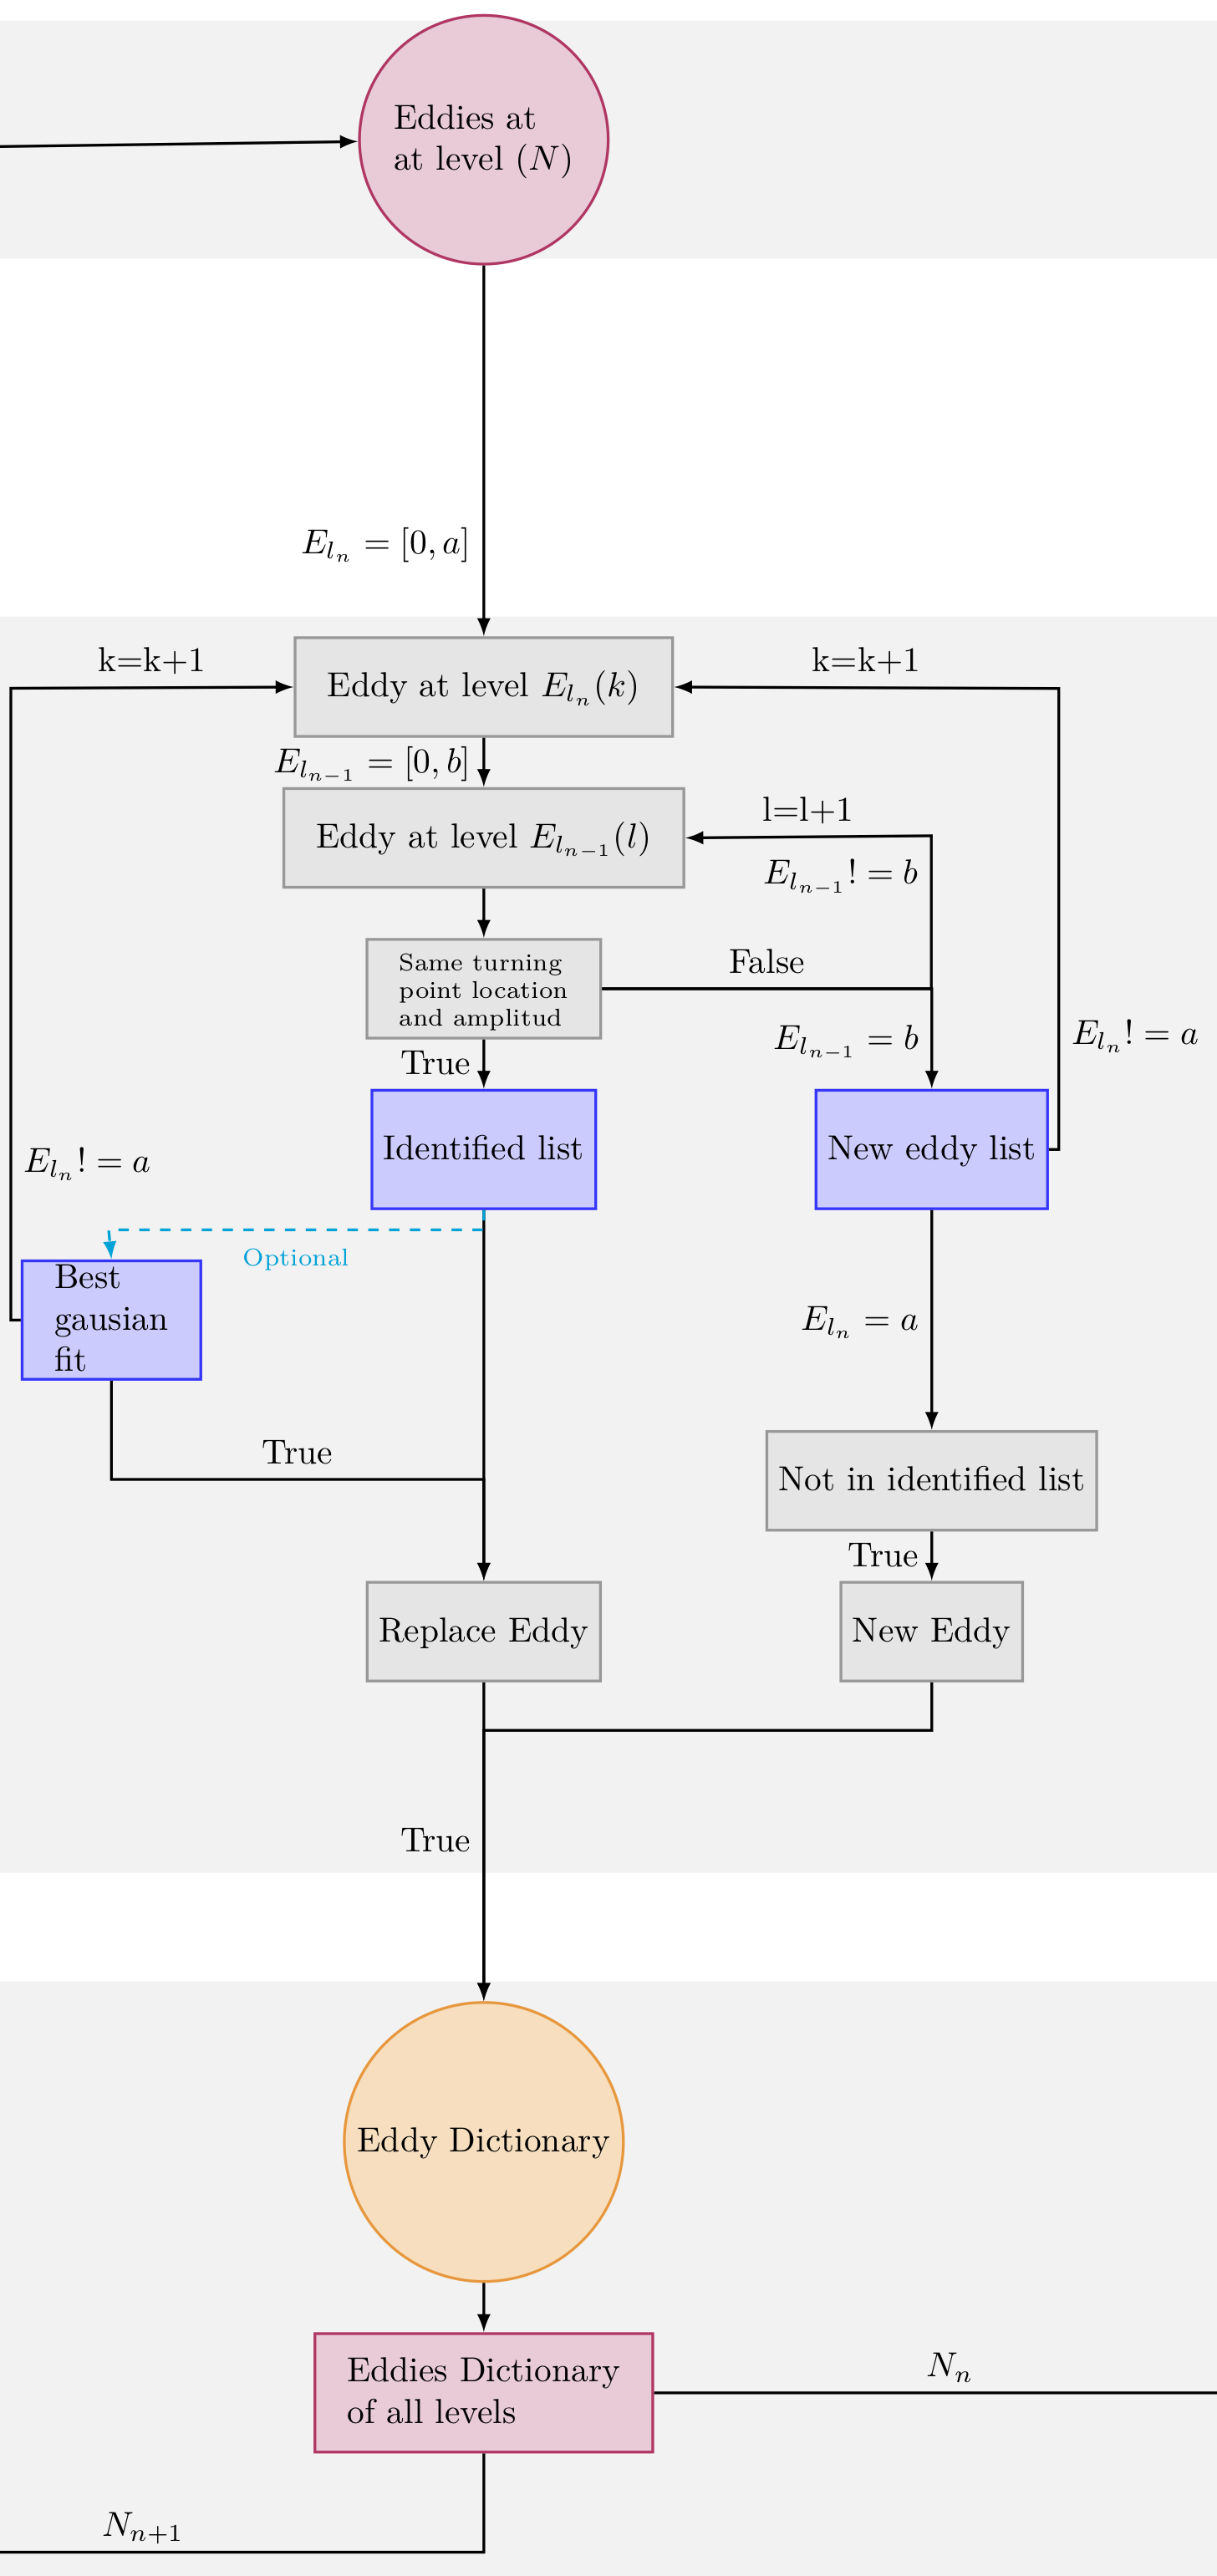 Eddies at
at level (N)
E_{l_n} = [0, a]
k=k+1
k=k+1
Eddy at level E_{l_n}(k)
E_{l_{n-1}} = [0, b]
l=l+1
Eddy at level E_{l_{n-1}}(l)
E_{l_{n-1}}! = b
Same turning
point location
and amplitud
False
E_{l_n}! = a
E_{l_{n-1}} = b
True
Identified list
New eddy list
E_{l_n}! = a
Optional
Best
gausian
fit
E_{l_n} = a
True
Not in identified list
True
Replace Eddy
New Eddy
True
Eddy Dictionary
N_n
Eddies Dictionary
of all levels
N_{n+1}